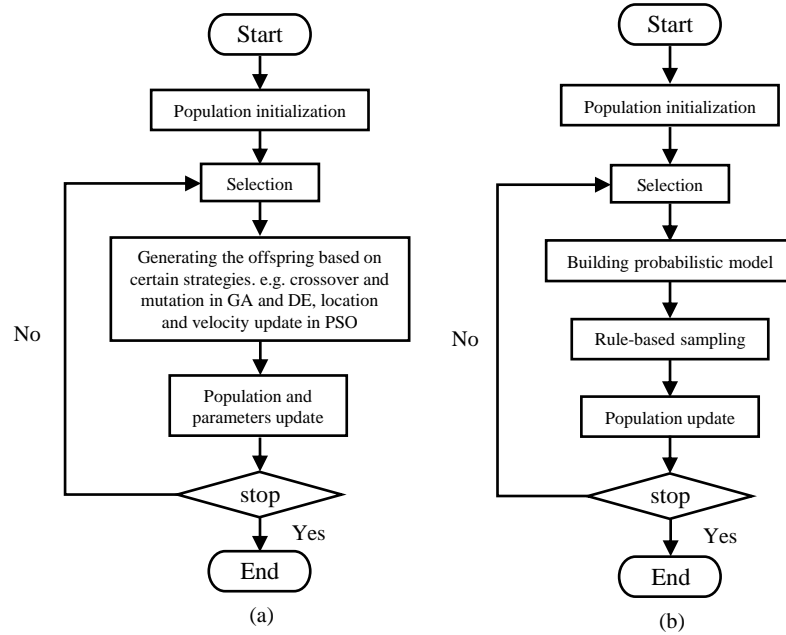 Start
Population initialization
Selection
Generating the offspring based on
certain strategies. e.g. crossover and
mutation in GA and DE, location
and velocity update in PSO
No
Population and
parameters update
stop
Yes
End
(a)
Start
Population initialization
Selection
Building probabilistic model
No
Rule-based sampling
Population update
stop
Yes
End
(b)